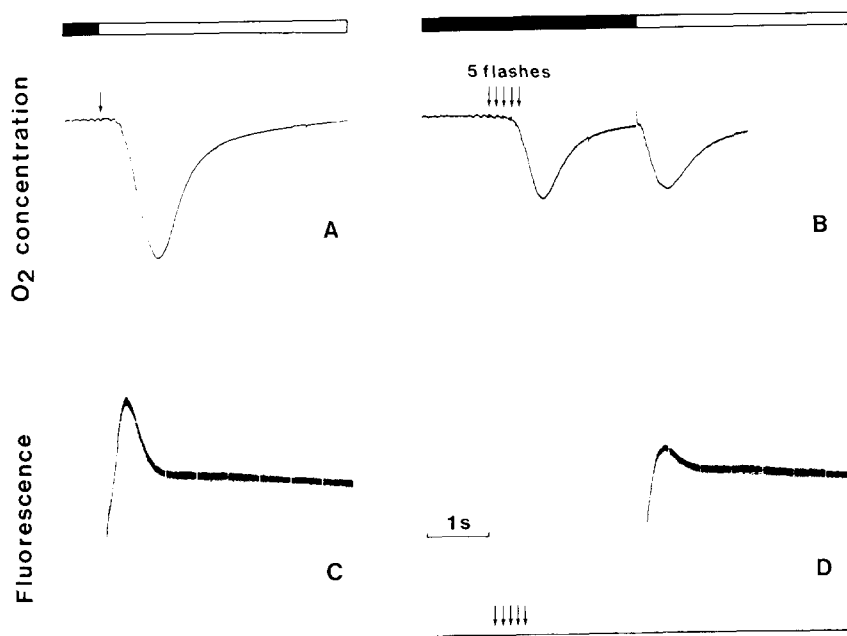 5 flashes
O2 concentration
A
B
Fluorescence
1s
C
D